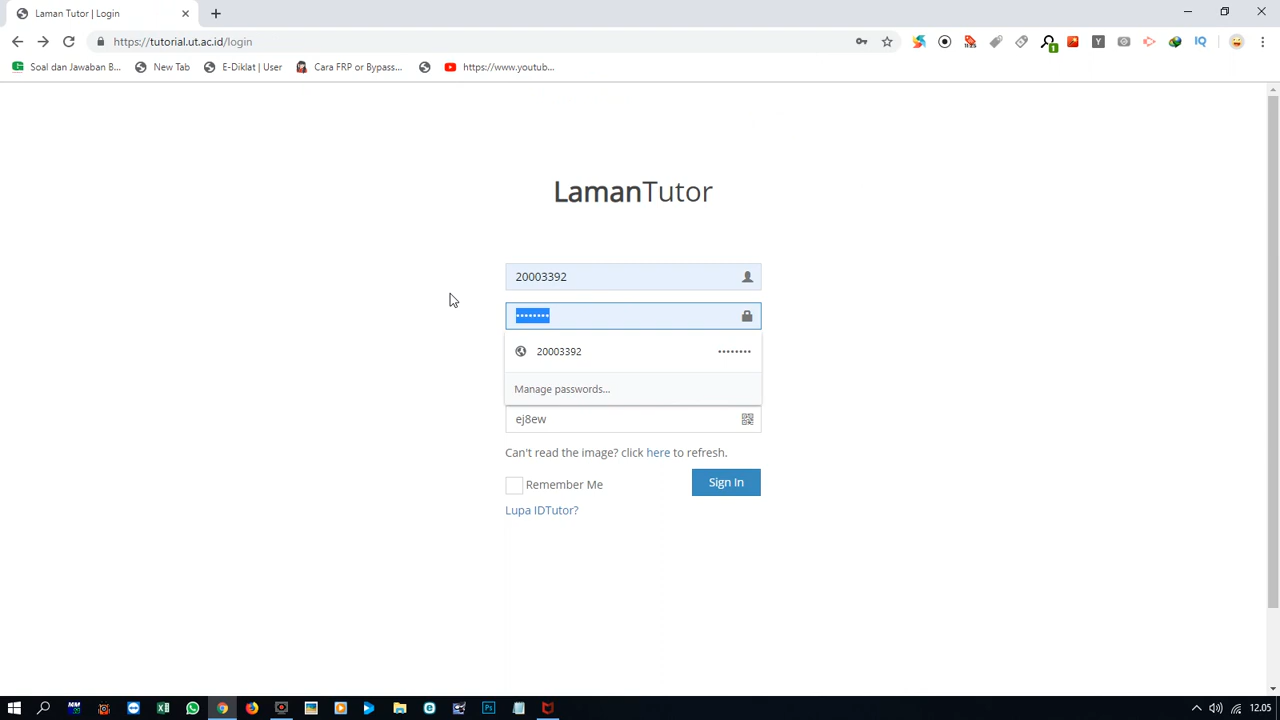 Laman Tutor | Login
https://tutorial.ut.ac.id/login
Soal dan Jawaban B...
New Tab
E-Diklat | User
Cara FRP or Bypass...
https://www.youtub...
LamanTutor
20003392
••••••••
20003392
••••••••
Manage passwords...
ej8ew
Can't read the image? click here to refresh.
Remember Me
Sign In
Lupa IDTutor?
12.05